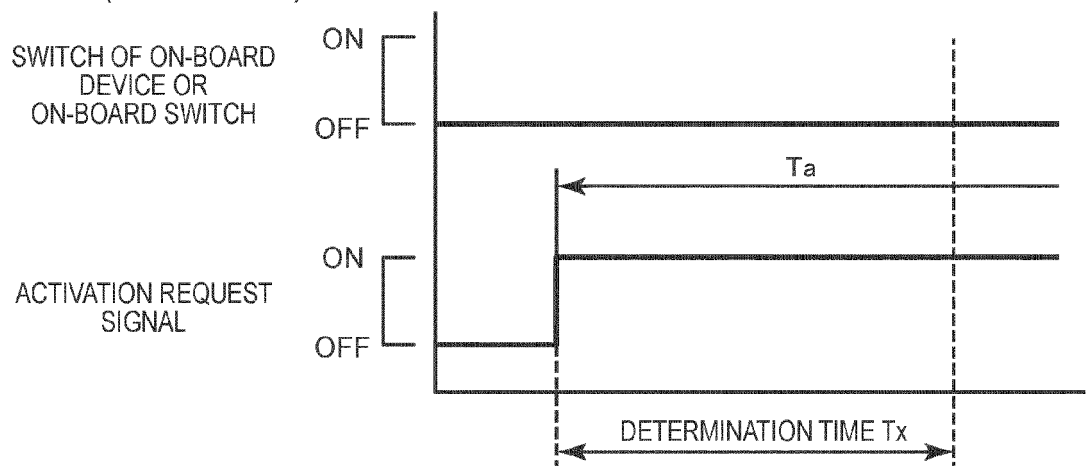 SWITCH OF ON-BOARD
DEVICE OR
ON-BOARD SWITCH
ON
OFF
Ta
ACTIVATION REQUEST
SIGNAL
ON
OFF
DETERMINATION TIME Tx